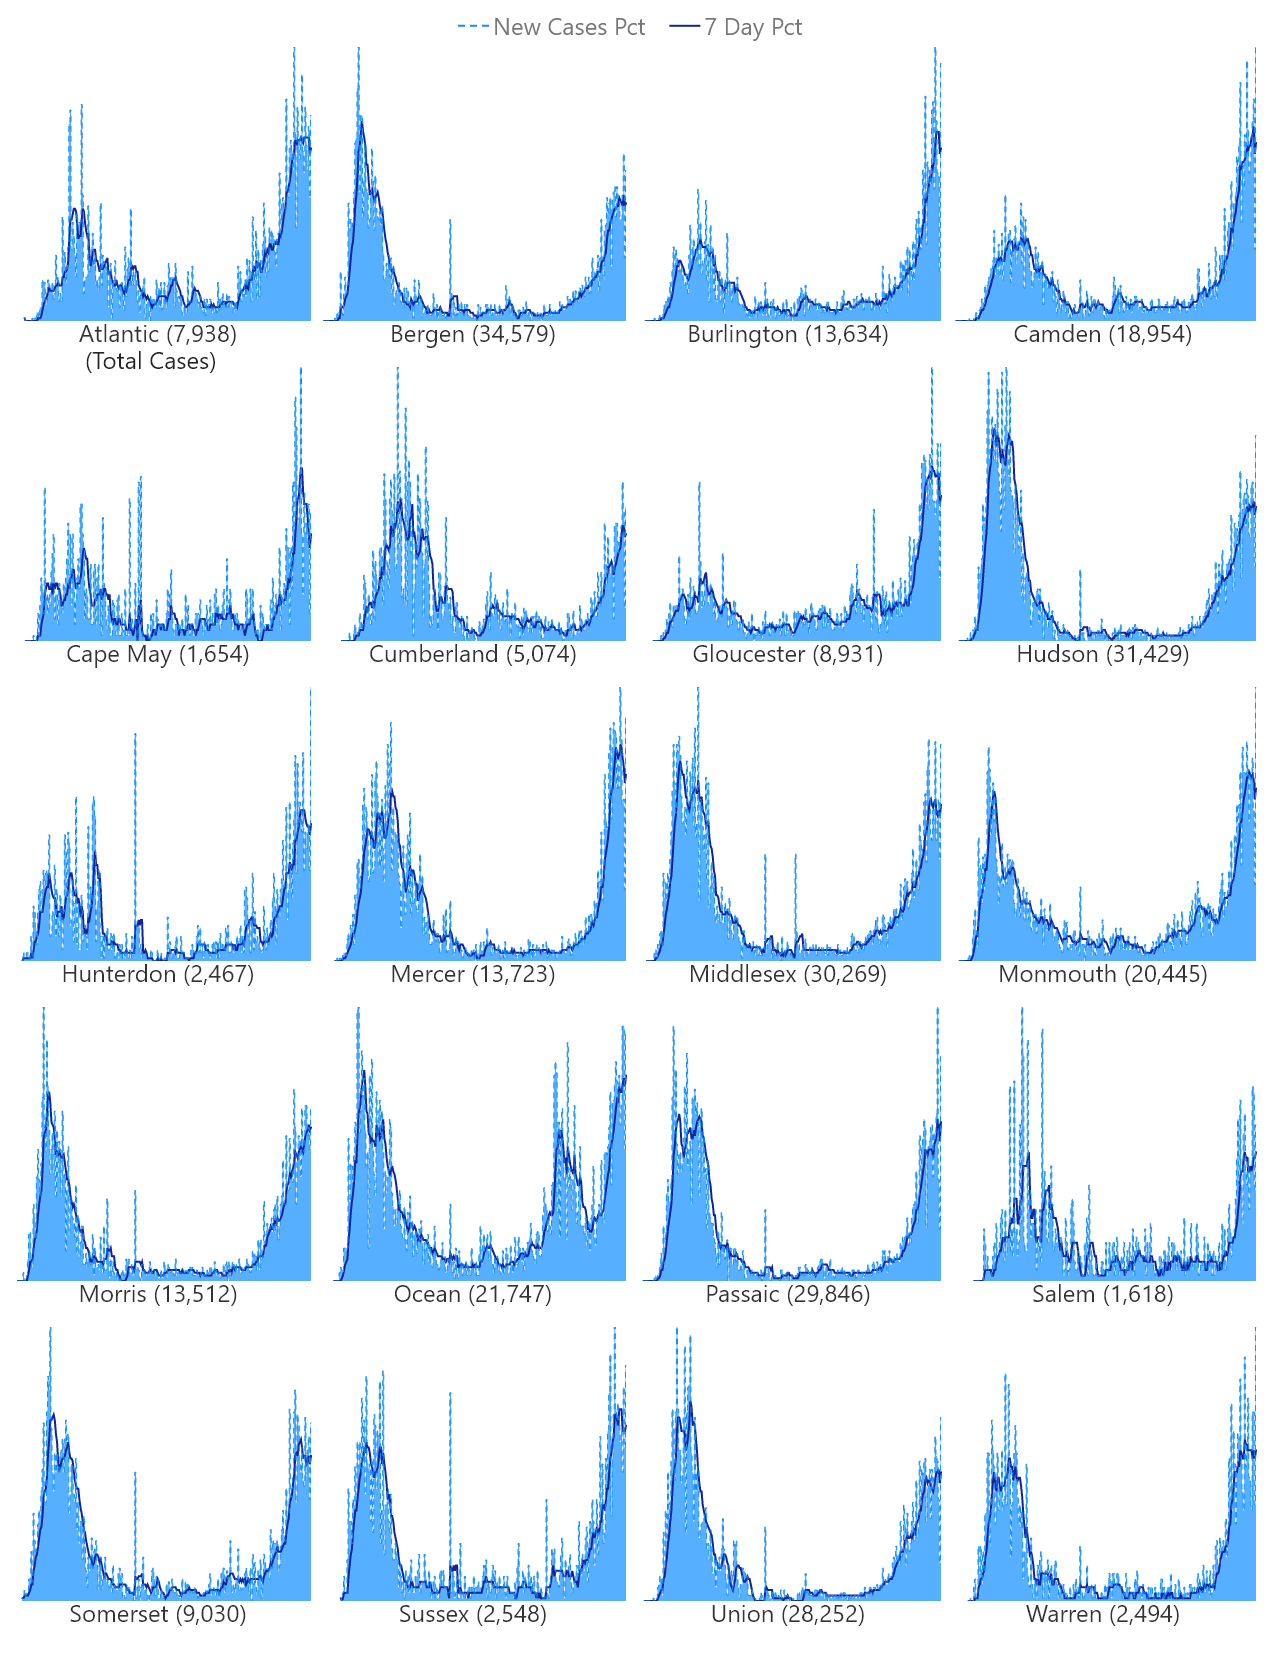 New Cases Pct 7 Day Pct
Atlantic (7,938) Bergen (34,579) Burlington (13,634) Camden (18,954)
(Total Cases)
Cape May (1,654) Cumberland (5,074) Gloucester (8,931) Hudson (31,429)
Hunterdon (2,467) Mercer (13,723) Middlesex (30,269) Monmouth (20,445)
Morris (13,512) Ocean (21,747) Passaic (29,846) Salem (1,618)
Somerset (9,030) Sussex (2,548) Union (28,252) Warren (2,494)